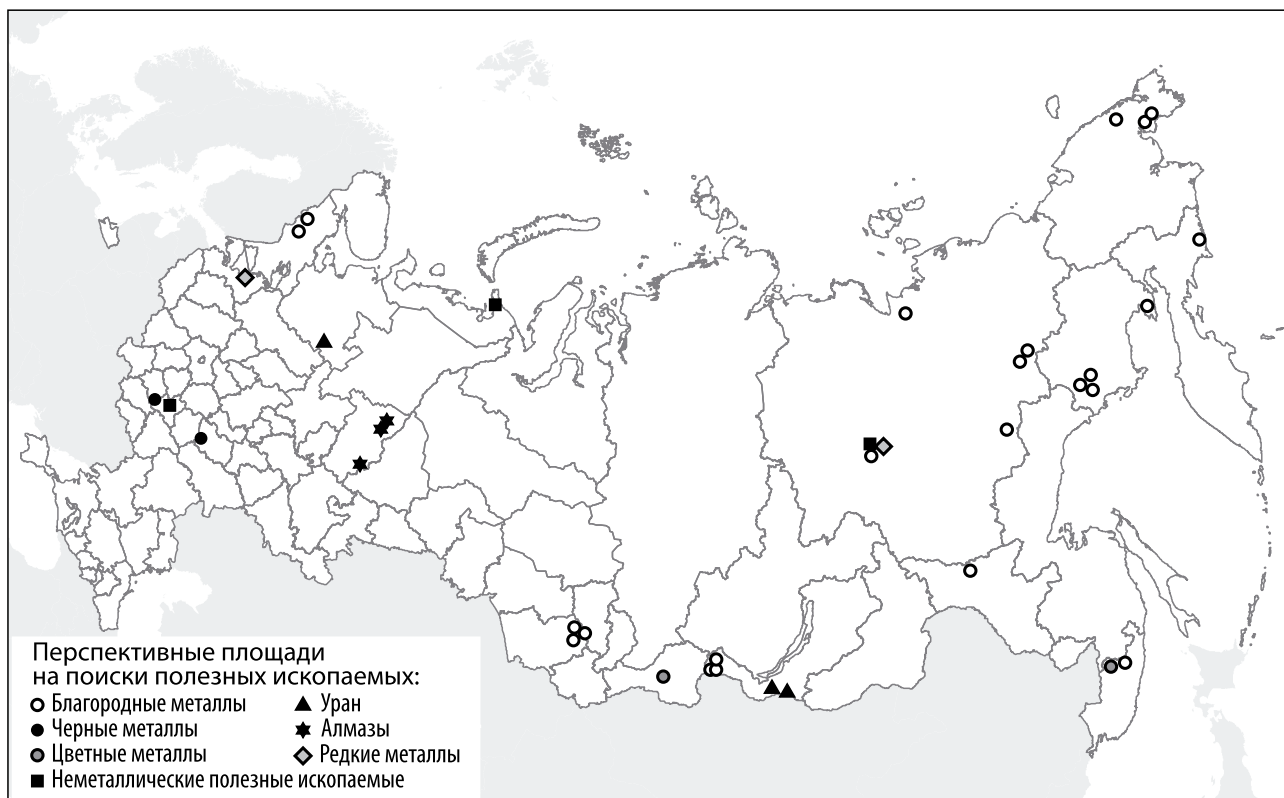 Перспективные площади
на поиски полезных ископаемых:
Благородные металлы
Черные металлы
Цветные металлы
Неметаллические полезные ископаемые
Уран
Алмазы
Редкие металлы